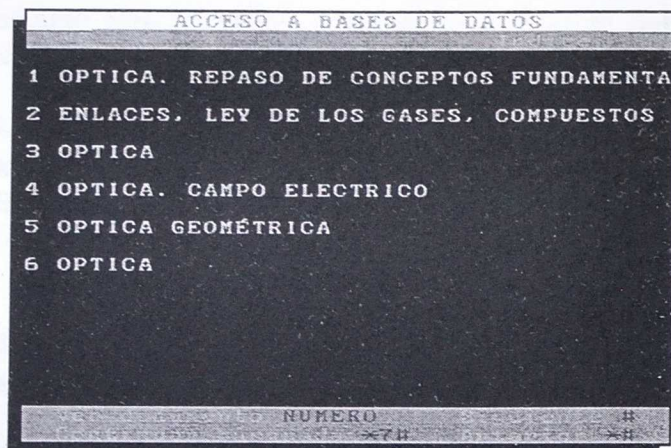 ACCESO A BASES DE DATOS
1 OPTICA. REPASO DE CONCEPTOS FUNDAMENTA
2 ENLACES, LEY DE LOS GASES, COMPUESTOS
3 OPTICA
4 OPTICA. CAMPO ELECTRICO
5 OPTICA GEOMÉTRICA
6 OPTICA
NUMERO #
*7# *#